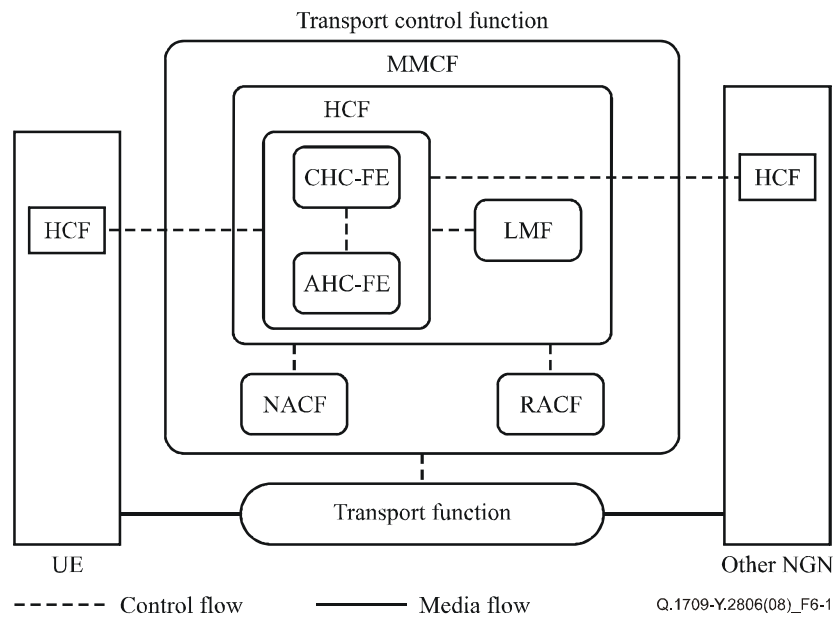 Transport control function
MMCF
HCF
CHC-FE
HCF
HCF
LMF
AHC-FE
NACF
RACF
Transport function
UE
Other NGN
Control flow
Media flow
Q.1709-Y.2806(08)_F6-1